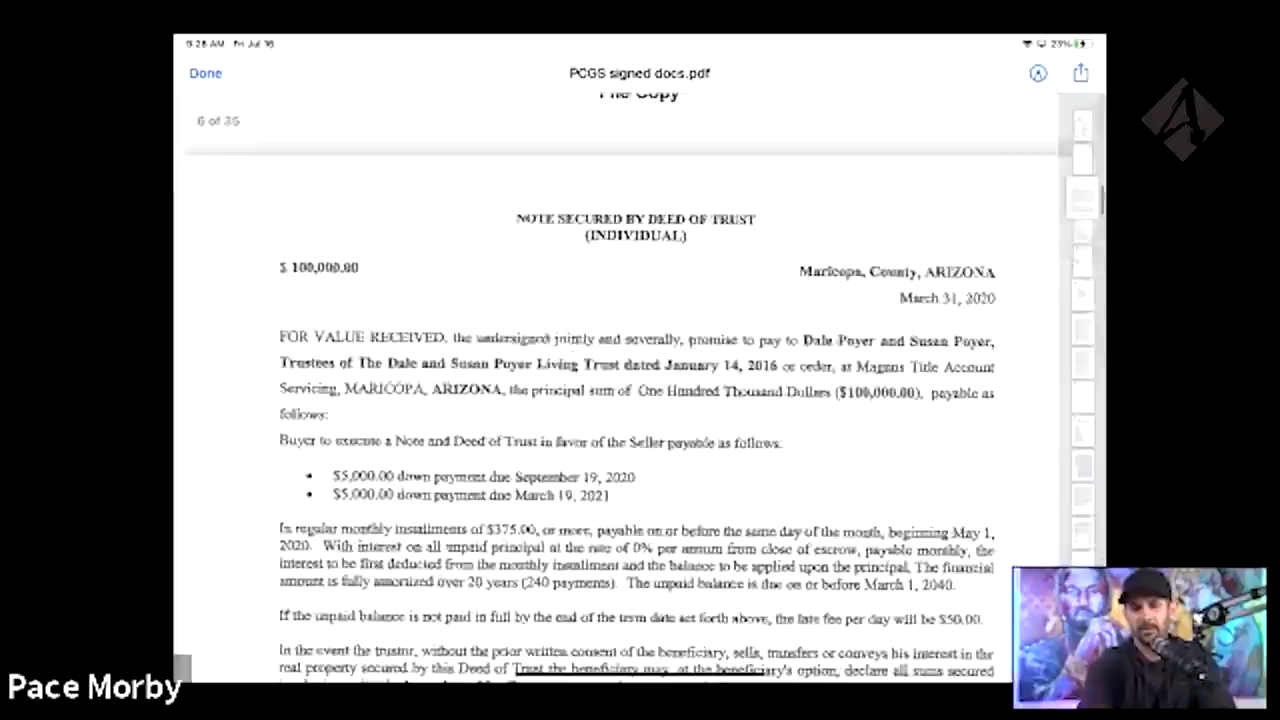 9:28 AM Fri Jul 16
23%
Done
PCGS signed docs.pdf
File Copy
6 of 35
NOTE SECURED BY DEED OF TRUST
(INDIVIDUAL)
$ 100,000.00
Maricopa, County, ARIZONA
March 31, 2020
FOR VALUE RECEIVED, the undersigned jointly and severally, promise to pay to Dale Poyer and Susan Poyer,
Trustees of The Dale and Susan Poyer Living Trust dated January 14, 2016 or order, at Magnus Title Account
Servicing, MARICOPA, ARIZONA, the principal sum of One Hundred Thousand Dollars ($100,000.00), payable as
follows:
Buyer to execute a Note and Deed of Trust in favor of the Seller payable as follows:
• $5,000.00 down payment due September 19, 2020
• $5,000.00 down payment due March 19, 2021
In regular monthly installments of $375.00, or more, payable on or before the same day of the month, beginning May 1,
2020. With interest on all unpaid principal at the rate of 0% per annum from close of escrow, payable monthly, the
interest to be first deducted from the monthly installment and the balance to be applied upon the principal. The financial
amount is fully amortized over 20 years (240 payments). The unpaid balance is due on or before March 1, 2040.
If the unpaid balance is not paid in full by the end of the term date set forth above, the late fee per day will be $50.00.
In the event the trustor, without the prior written consent of the beneficiary, sells, transfers or conveys his interest in the
real property secured by this Deed of Trust the beneficiary may, at the beneficiary's option, declare all sums secured
Pace Morby